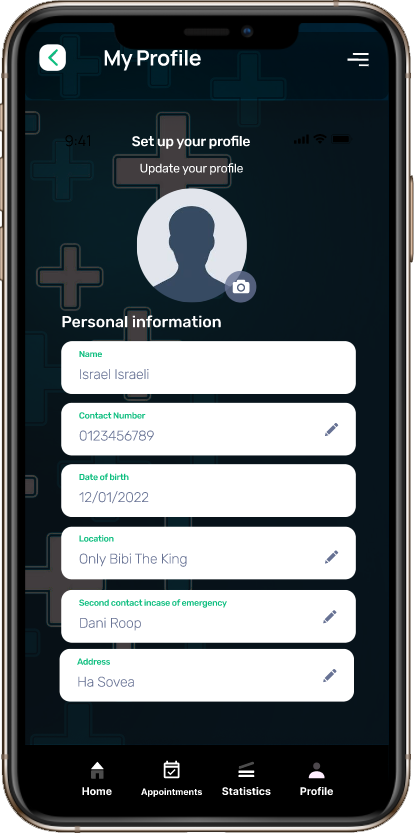 My Profile
9:41
Set up your profile
Update your profile
Personal information
Name
Israel Israeli
Contact Number
0123456789
Date of birth
12/01/2022
Location
Only Bibi The King
Second contact incase of emergency
Dani Roop
Address
Ha Sovea
Home
Appointments
Statistics
Profile